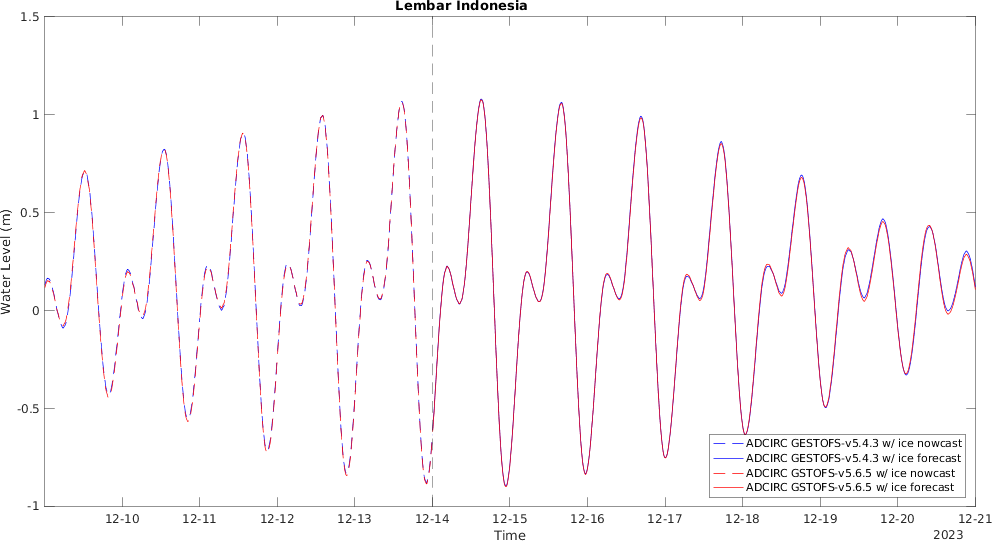 Lembar Indonesia
1.5
1
0.5
0
-0.5
-1
Water Level (m)
12-10 12-11 12-12 12-13 12-14 12-15 12-16 12-17 12-18 12-19 12-20 12-21
Time
2023
ADCIRC GESTOFS-v5.4.3 w/ ice nowcast
ADCIRC GESTOFS-v5.4.3 w/ ice forecast
ADCIRC GSTOFS-v5.6.5 w/ ice nowcast
ADCIRC GSTOFS-v5.6.5 w/ ice forecast